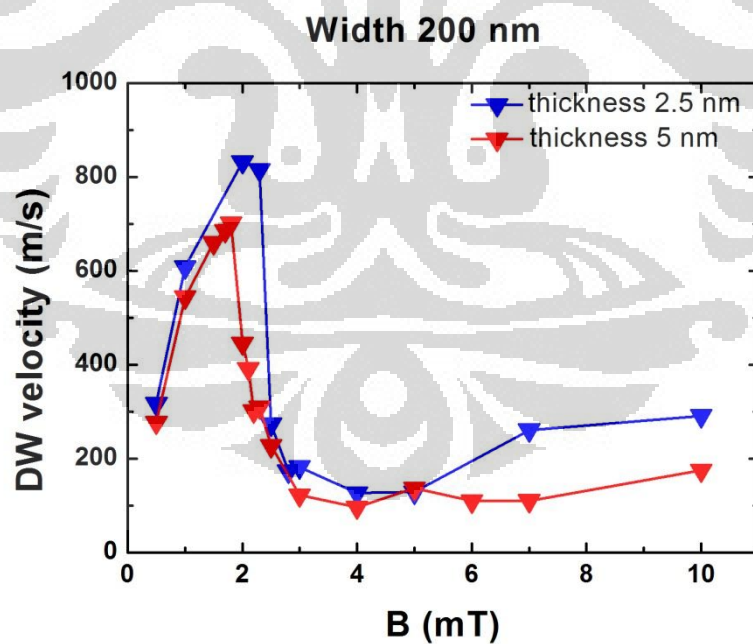 Width 200 nm
1000
800
600
400
200
0
DW velocity (m/s)
thickness 2.5 nm
thickness 5 nm
0 2 4 6 8 10
B (mT)